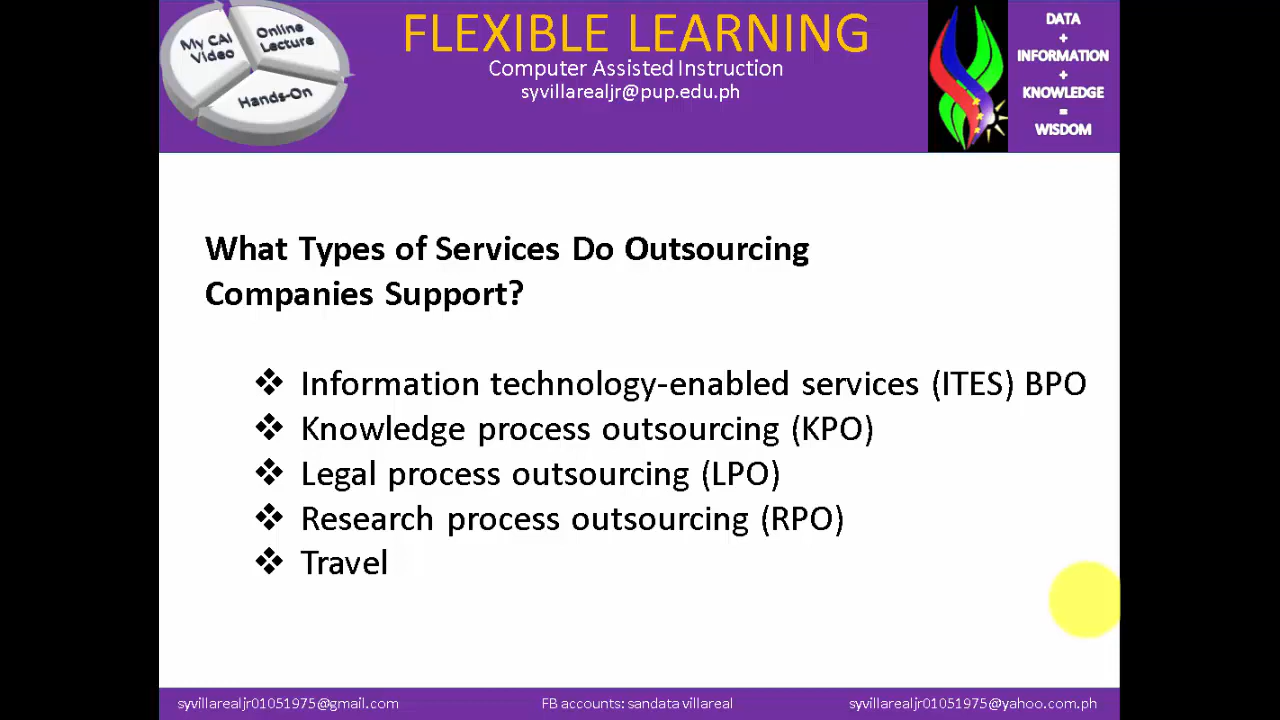 My CAI
Video
Online
Lecture
Hands-On
FLEXIBLE LEARNING
Computer Assisted Instruction
syvillarealjr@pup.edu.ph
DATA
+
INFORMATION
+
KNOWLEDGE
=
WISDOM
What Types of Services Do Outsourcing
Companies Support?
❖ Information technology-enabled services (ITES) BPO
❖ Knowledge process outsourcing (KPO)
❖ Legal process outsourcing (LPO)
❖ Research process outsourcing (RPO)
❖ Travel
syvillarealjr01051975@gmail.com
FB accounts: sandata villareal
syvillarealjr01051975@yahoo.com.ph